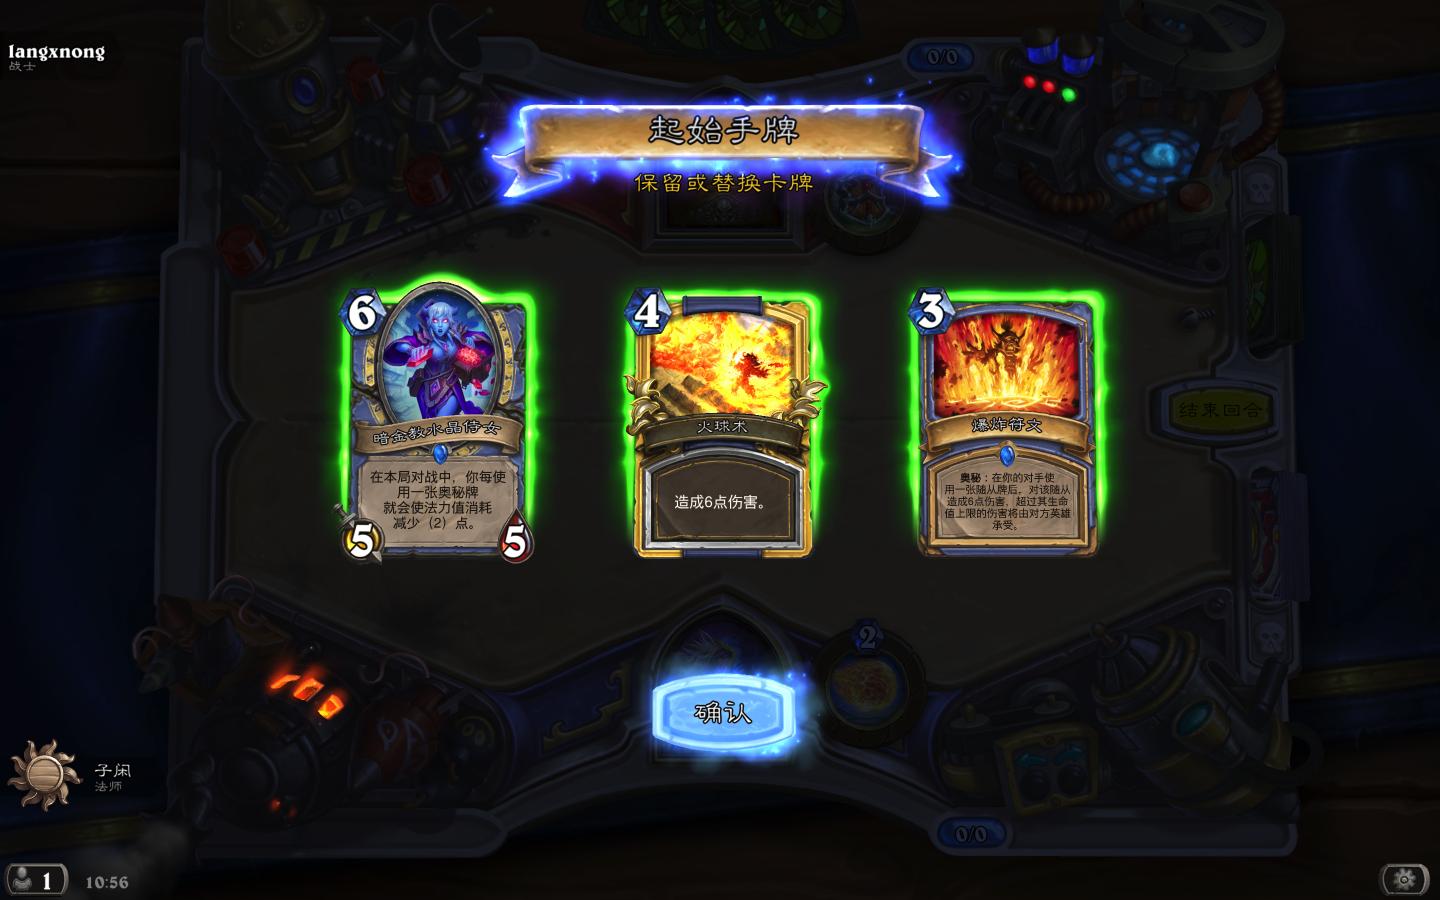 langxnong
战士
0/0
起始手牌
保留或替换卡牌
6
暗金教水晶侍女
在本局对战中，你每使
用一张奥秘牌
就会使法力值消耗
减少（2）点。
5
5
4
火球术
造成6点伤害。
3
爆炸符文
奥秘：在你的对手使
用一张随从牌后，对该随从
造成6点伤害，超过其生命
值上限的伤害将由对方英雄
承受。
结束回合
2
确认
子闲
法师
0/0
1
10:56